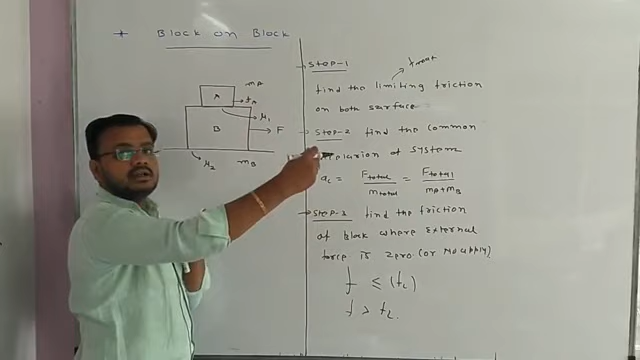 * Block on Block
mA
A
fA
μ1
B
F
μ2
mB
Step-1
fmax
find the limiting friction
on both surface
Step-2 find the common
of system
ac = Ftotal / mtotal = Ftotal / mA+mB
Step-3 find the friction
of block where external
force is zero (or not apply)
f ≤ (fL)
f > fL.